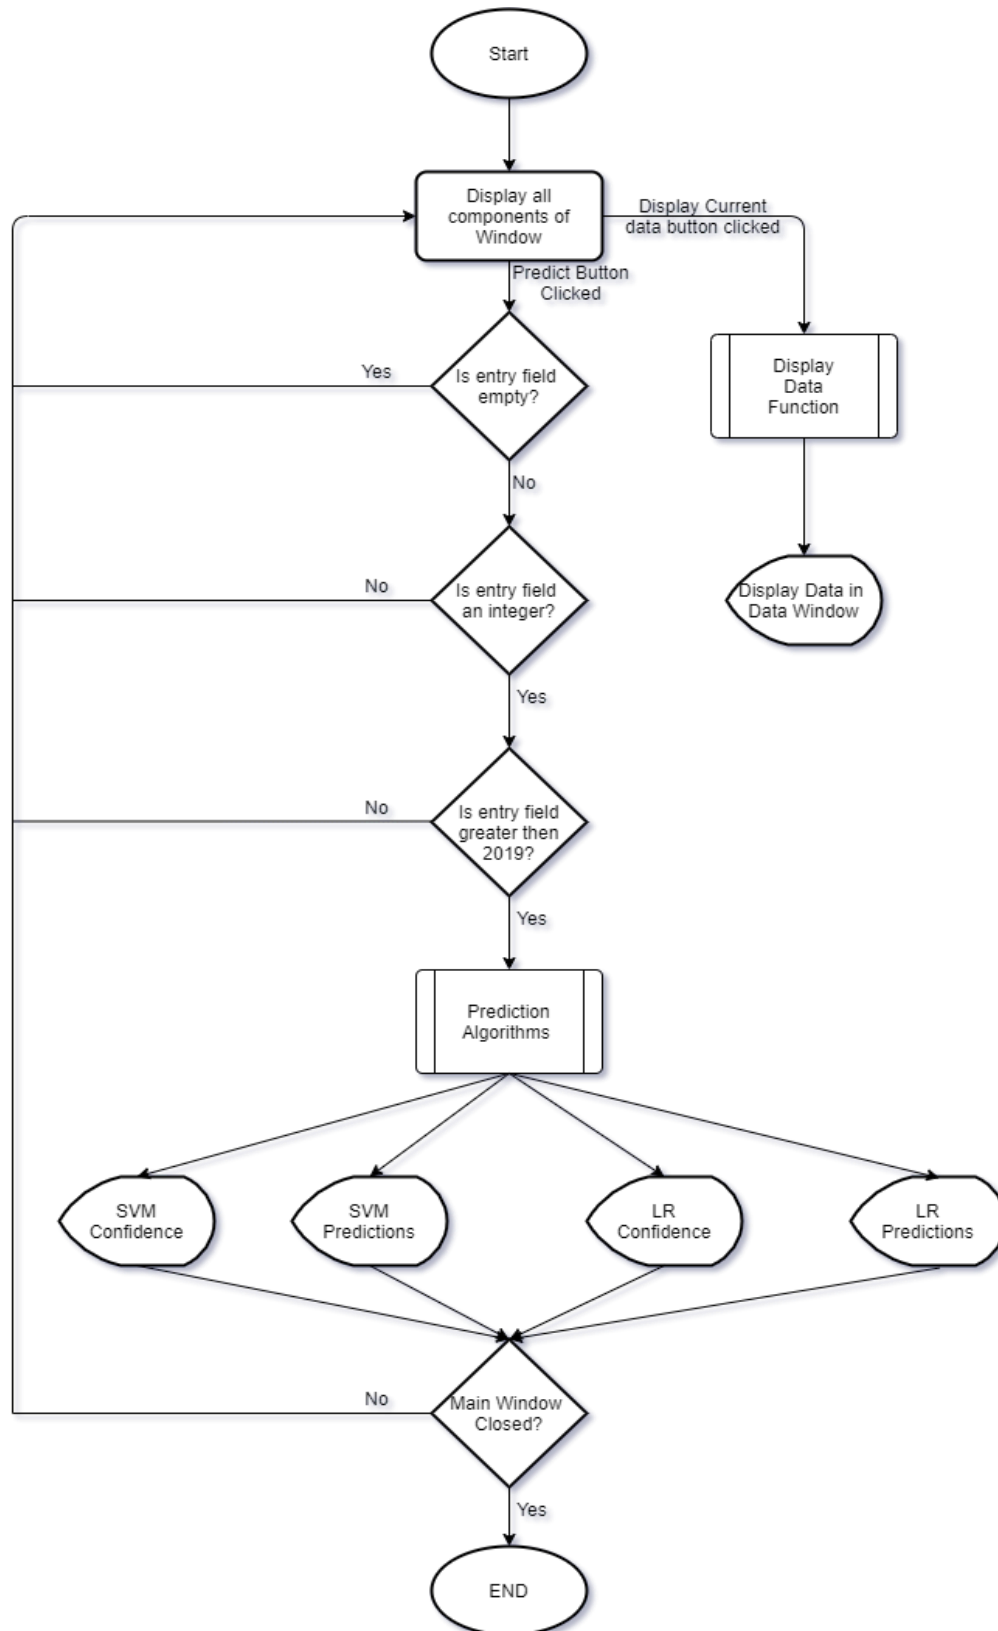 Start
Display all
components of
Window
Display Current
data button clicked
Predict Button
Clicked
Is entry field
empty?
Yes
Display
Data
Function
No
Is entry field
an integer?
No
Display Data in
Data Window
Yes
Is entry field
greater then
2019?
No
Yes
Prediction
Algorithms
SVM
Confidence
SVM
Predictions
LR
Confidence
LR
Predictions
Main Window
Closed?
No
Yes
END